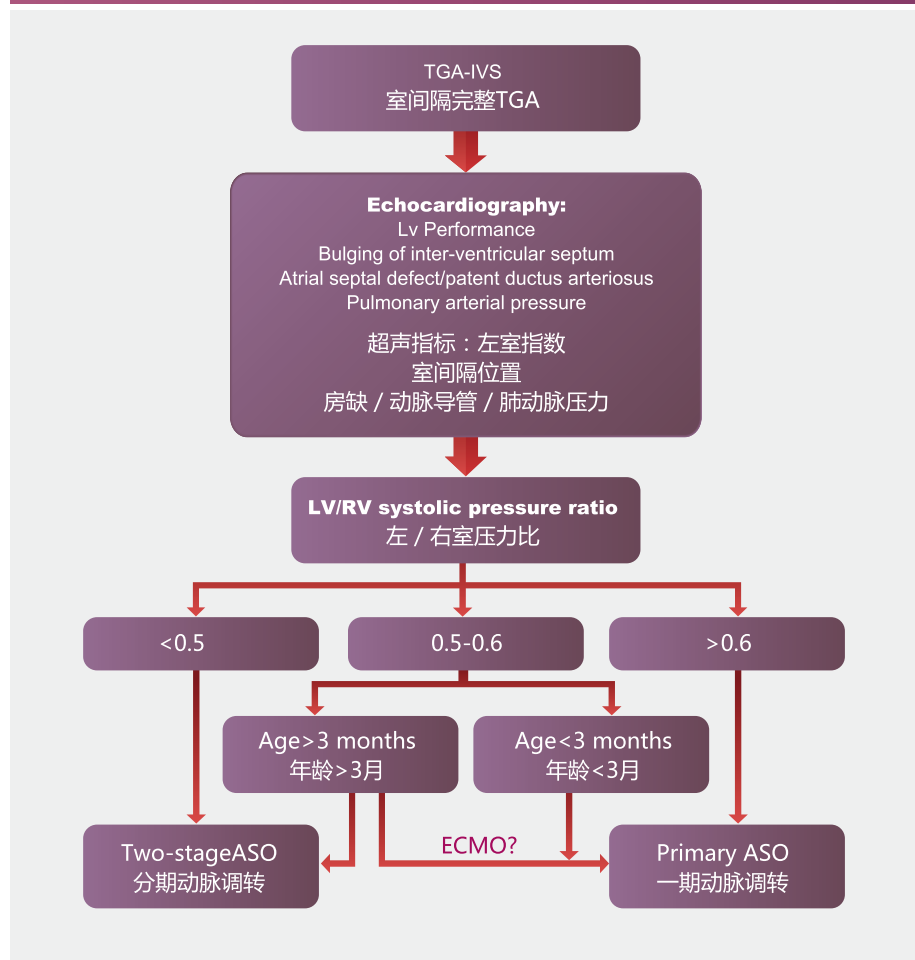 TGA-IVS
室间隔完整TGA
Echocardiography:
Lv Performance
Bulging of inter-ventricular septum
Atrial septal defect/patent ductus arteriosus
Pulmonary arterial pressure
超声指标：左室指数
室间隔位置
房缺 / 动脉导管 / 肺动脉压力
LV/RV systolic pressure ratio
左 / 右室压力比
<0.5
0.5-0.6
>0.6
Age>3 months
年龄>3月
Age<3 months
年龄<3月
ECMO?
Two-stageASO
分期动脉调转
Primary ASO
一期动脉调转